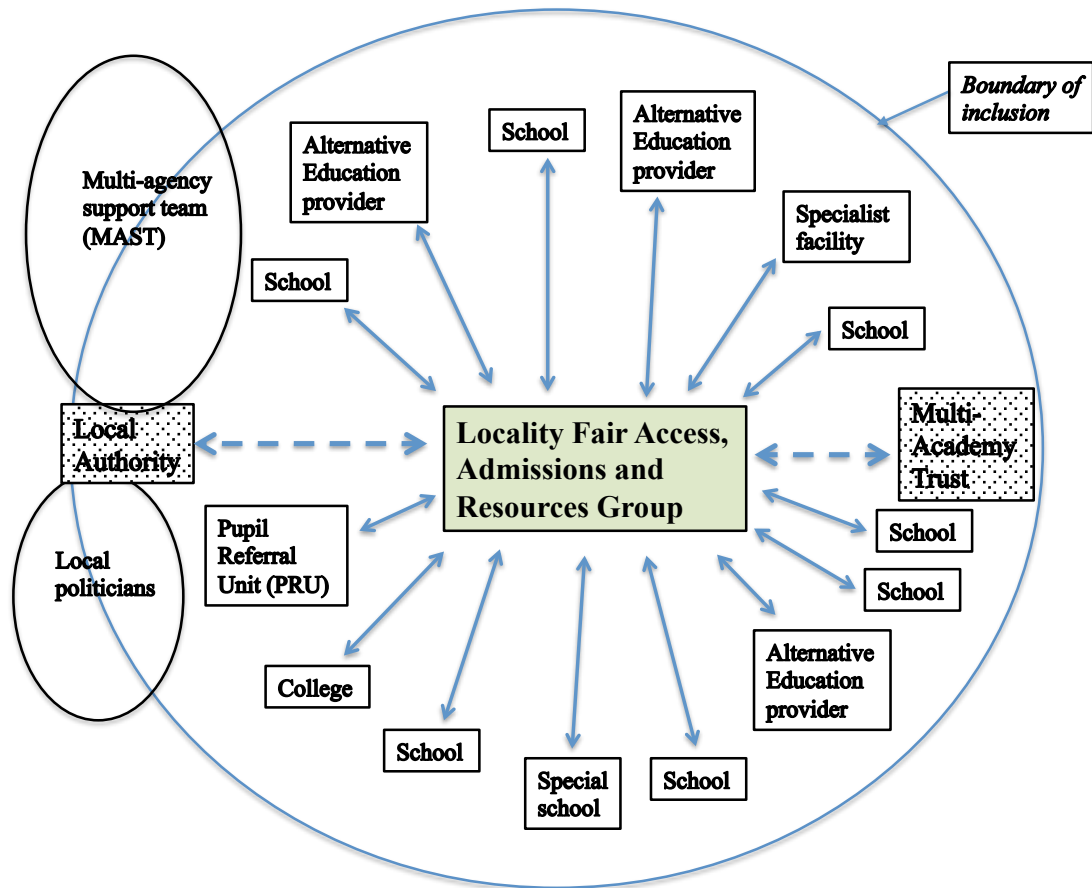 Boundary of
inclusion
Alternative
Education
provider
School
Alternative
Education
provider
Multi-agency
support team
(MAST)
Specialist
facility
School
School
Local
Authority
Locality Fair Access,
Admissions and
Resources Group
Multi-
Academy
Trust
Pupil
Referral
Unit (PRU)
School
Local
politicians
School
College
Alternative
Education
provider
School
Special
school
School